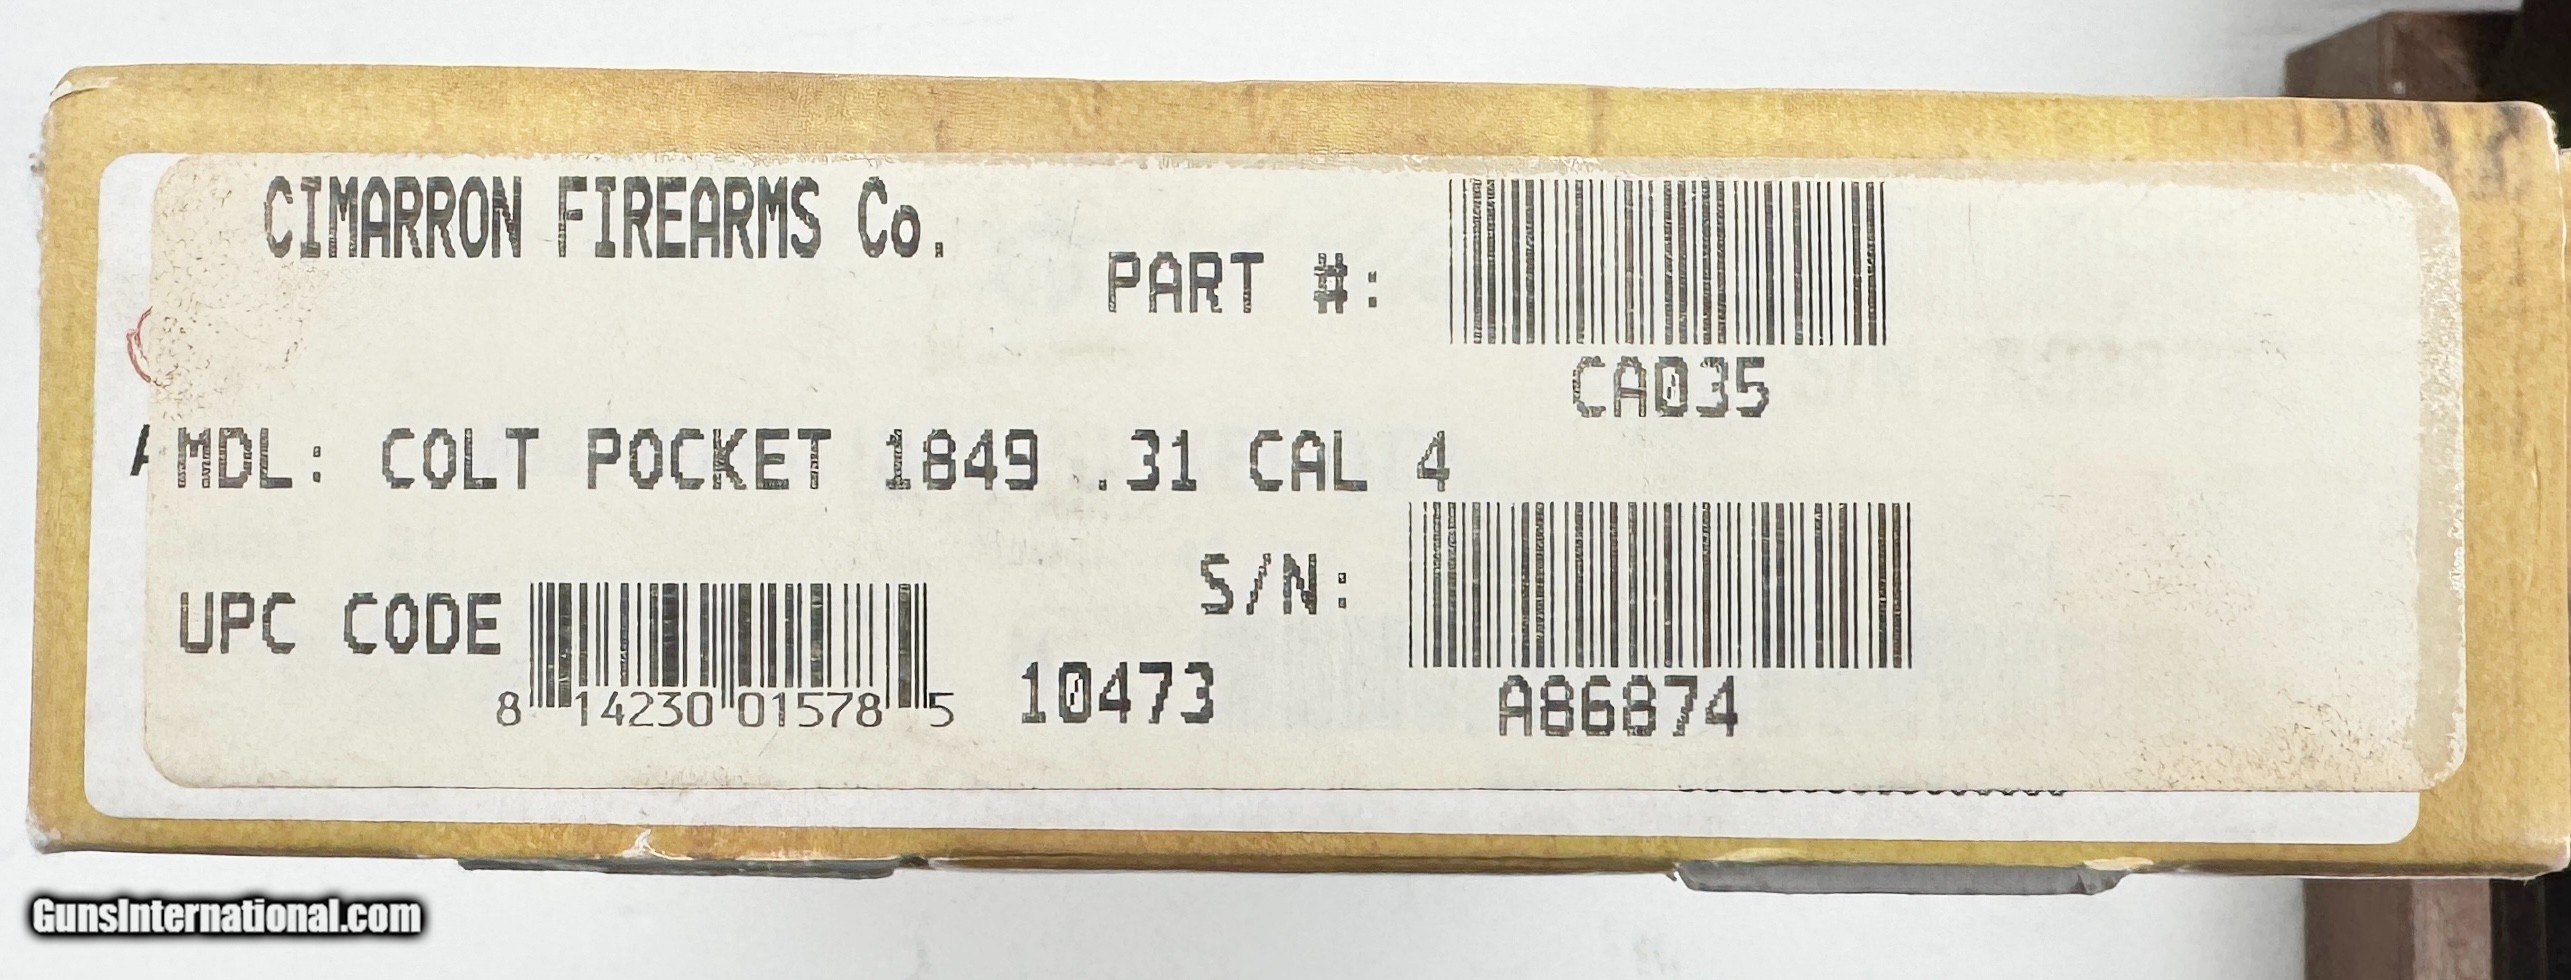 CIMARRON FIREARMS Co.
PART #:
CA035
MDL: COLT POCKET 1849 .31 CAL 4
UPC CODE
8 14230 01578 5
10473
S/N:
A86874
GunsInternational.com